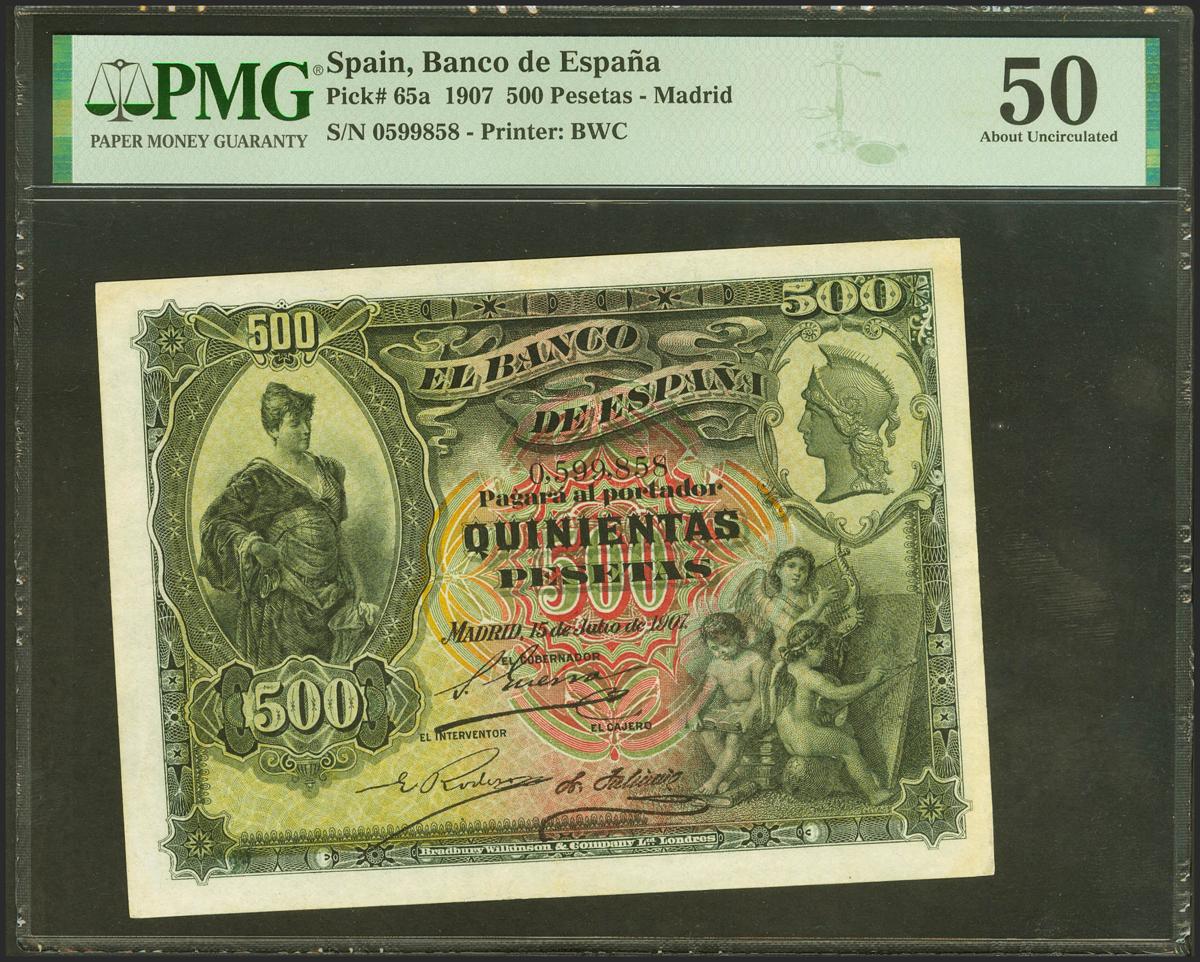 PMG®
PAPER MONEY GUARANTY
Spain, Banco de España
Pick# 65a 1907 500 Pesetas - Madrid
S/N 0599858 - Printer: BWC
50
About Uncirculated
500
500
EL BANCO
DE ESPAÑA
0,599,858
Pagará al portador
QUINIENTAS
PESETAS
500
MADRID, 15 de Julio de 1907.
EL GOBERNADOR
EL CAJERO
EL INTERVENTOR
500
Bradbury Wilkinson & Company Ld. Londres